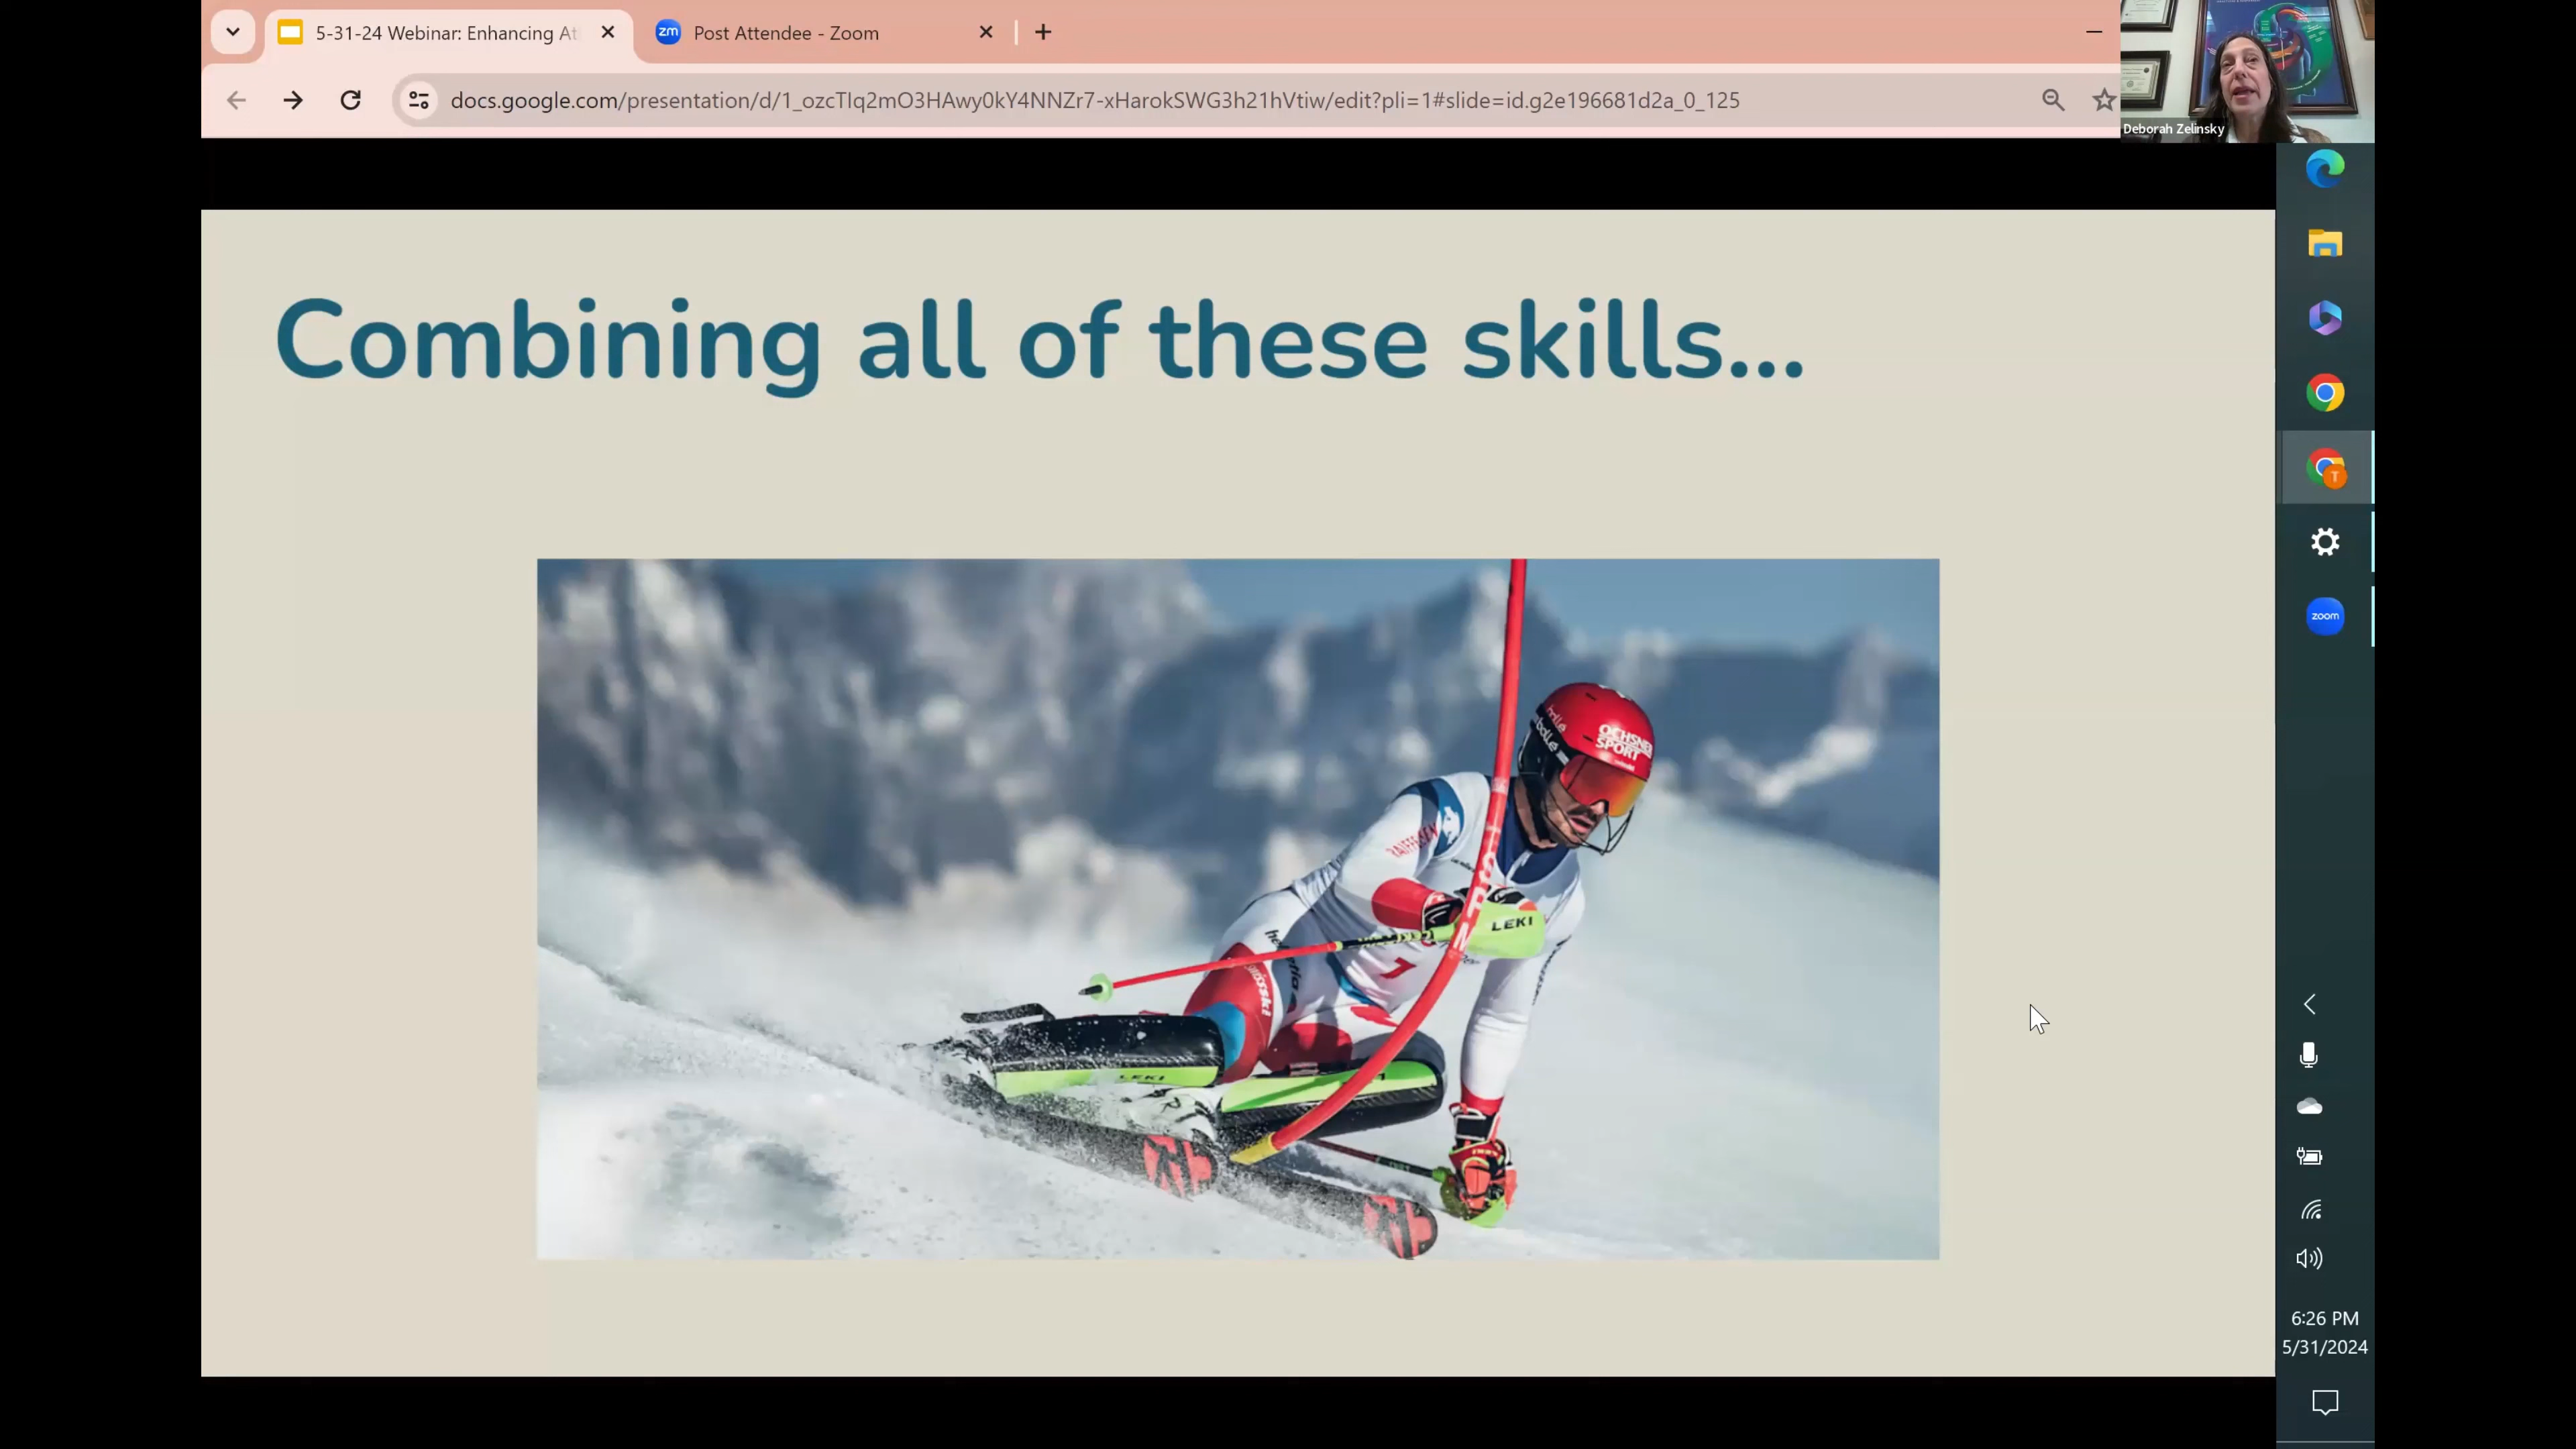 5-31-24 Webinar: Enhancing At
zm
Post Attendee - Zoom
docs.google.com/presentation/d/1_ozcTlq2mO3HAwy0kY4NNZr7-xHarokSWG3h21hVtiw/edit?pli=1#slide=id.g2e196681d2a_0_125
Deborah Zelinsky
Combining all of these skills...
OCHSNER
SPORT
RAIFFEISEN
LEKI
LEKI
T
zoom
6:26 PM
5/31/2024